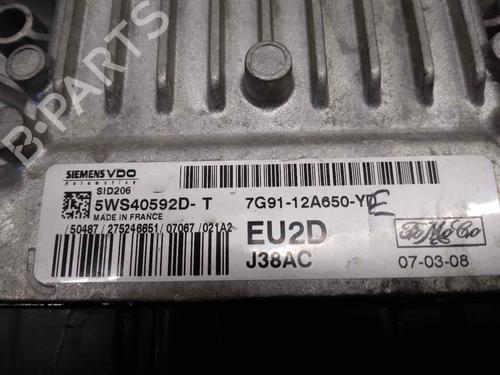 B-PARTS
SIEMENS VDO
Automotive
SID206
5WS40592D- T
MADE IN FRANCE
/50487/275246651/07067/021A2
7G91-12A650-YD
E
EU2D
J38AC
FoMoCo
07-03-08